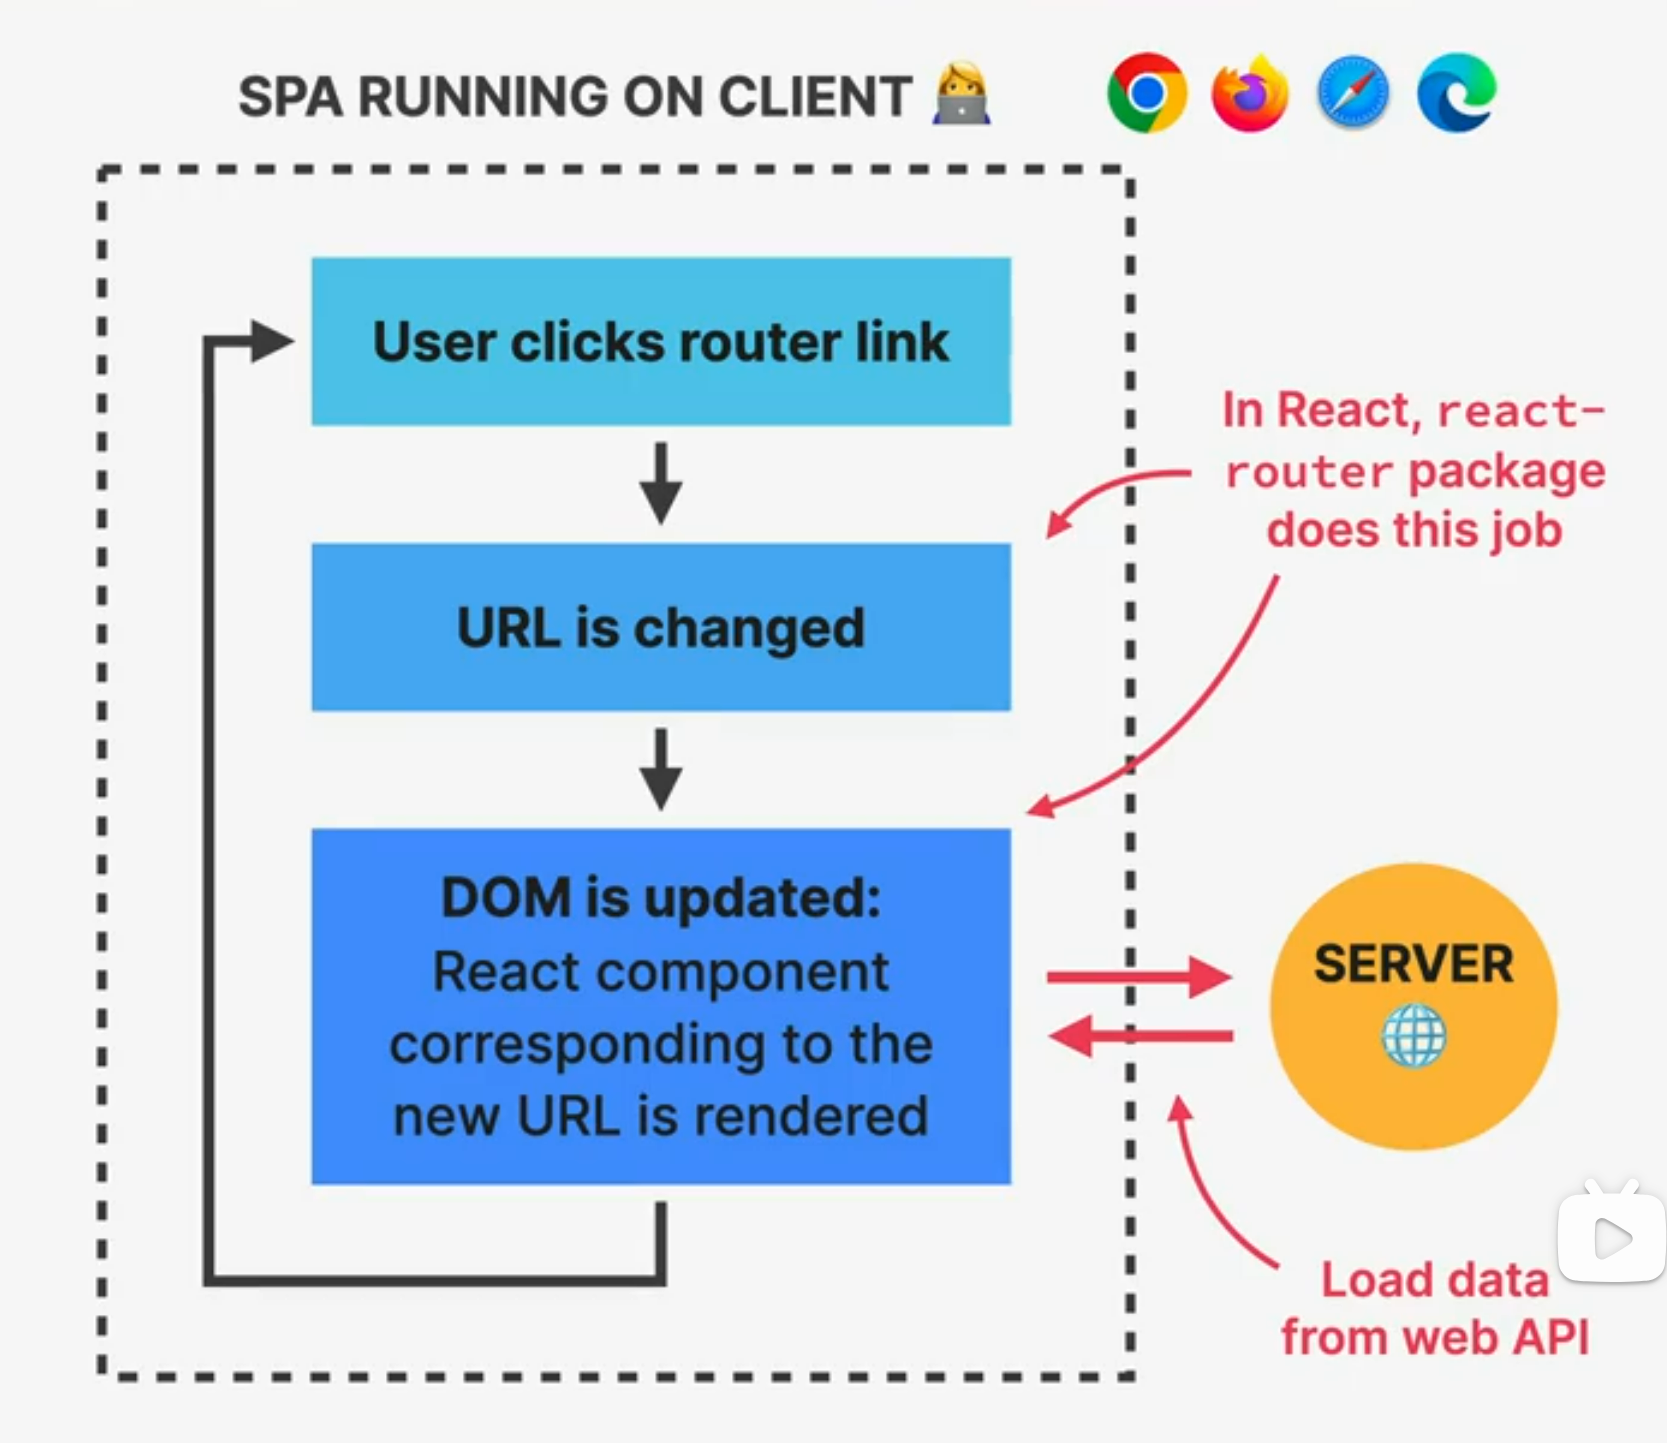 SPA RUNNING ON CLIENT
User clicks router link
In React, react-
router package
does this job
URL is changed
DOM is updated:
React component
corresponding to the
new URL is rendered
SERVER
Load data
from web API